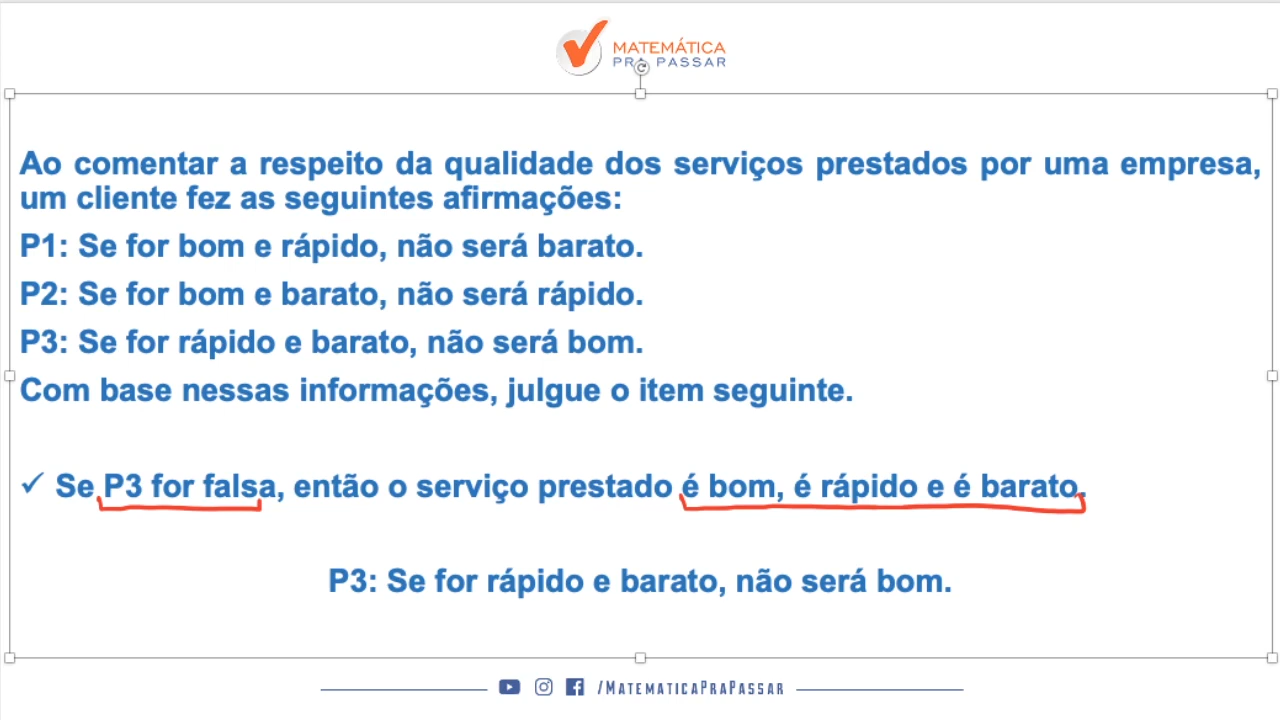 MATEMÁTICA
PRA PASSAR
Ao comentar a respeito da qualidade dos serviços prestados por uma empresa,
um cliente fez as seguintes afirmações:
P1: Se for bom e rápido, não será barato.
P2: Se for bom e barato, não será rápido.
P3: Se for rápido e barato, não será bom.
Com base nessas informações, julgue o item seguinte.
✓ Se P3 for falsa, então o serviço prestado é bom, é rápido e é barato.
P3: Se for rápido e barato, não será bom.
/MATEMATICAPRAPASSAR